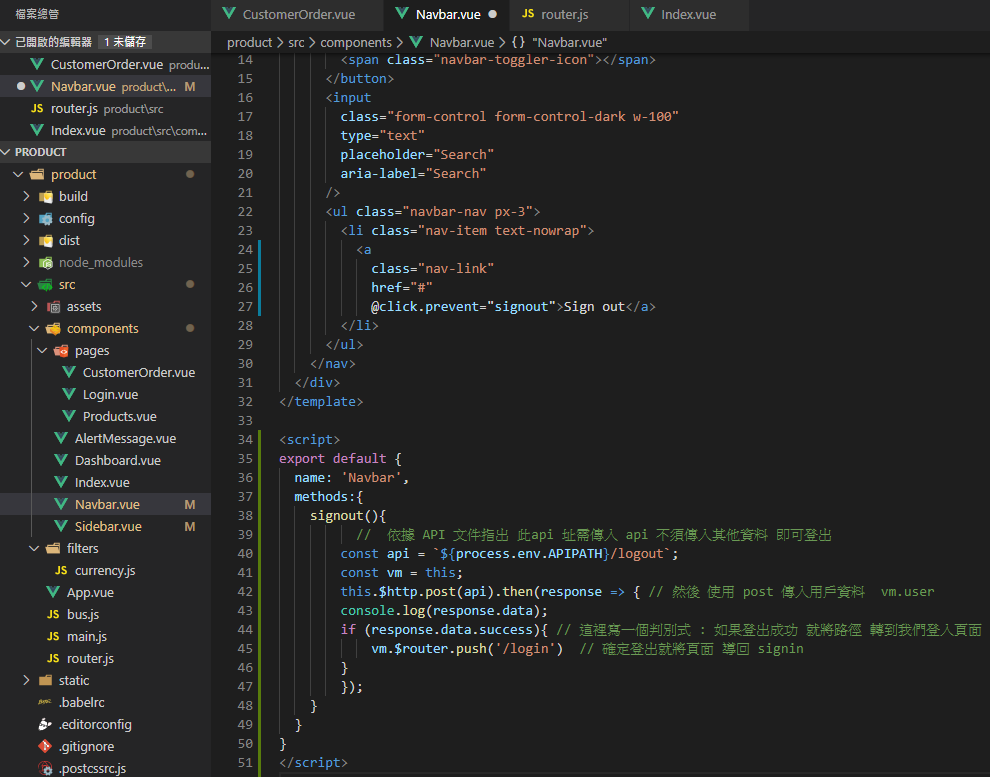 檔案總管
CustomerOrder.vue
Navbar.vue
JS router.js
Index.vue
已開啟的編輯器 1 未儲存
CustomerOrder.vue produ...
Navbar.vue product\... M
JS router.js product\src
Index.vue product\src\com...
PRODUCT
product
build
config
dist
node_modules
src
assets
components
pages
CustomerOrder.vue
Login.vue
Products.vue
AlertMessage.vue
Dashboard.vue
Index.vue
Navbar.vue M
Sidebar.vue M
filters
JS currency.js
App.vue
JS bus.js
JS main.js
JS router.js
static
.babelrc
.editorconfig
.gitignore
.postcssrc.js
product > src > components > Navbar.vue > {} "Navbar.vue"
14 <span class="navbar-toggler-icon"></span>
15 </button>
16 <input
17 class="form-control form-control-dark w-100"
18 type="text"
19 placeholder="Search"
20 aria-label="Search"
21 />
22 <ul class="navbar-nav px-3">
23 <li class="nav-item text-nowrap">
24 <a
25 class="nav-link"
26 href="#"
27 @click.prevent="signout">Sign out</a>
28 </li>
29 </ul>
30 </nav>
31 </div>
32 </template>
33
34 <script>
35 export default {
36 name: 'Navbar',
37 methods:{
38 signout(){
39 // 依據 API 文件指出 此api 址需傳入 api 不須傳入其他資料 即可登出
40 const api = `${process.env.APIPATH}/logout`;
41 const vm = this;
42 this.$http.post(api).then(response => { // 然後 使用 post 傳入用戶資料 vm.user
43 console.log(response.data);
44 if (response.data.success){ // 這裡寫一個判別式 : 如果登出成功 就將路徑 轉到我們登入頁面
45 vm.$router.push('/login') // 確定登出就將頁面 導回 signin
46 }
47 });
48 }
49 }
50 }
51 </script>